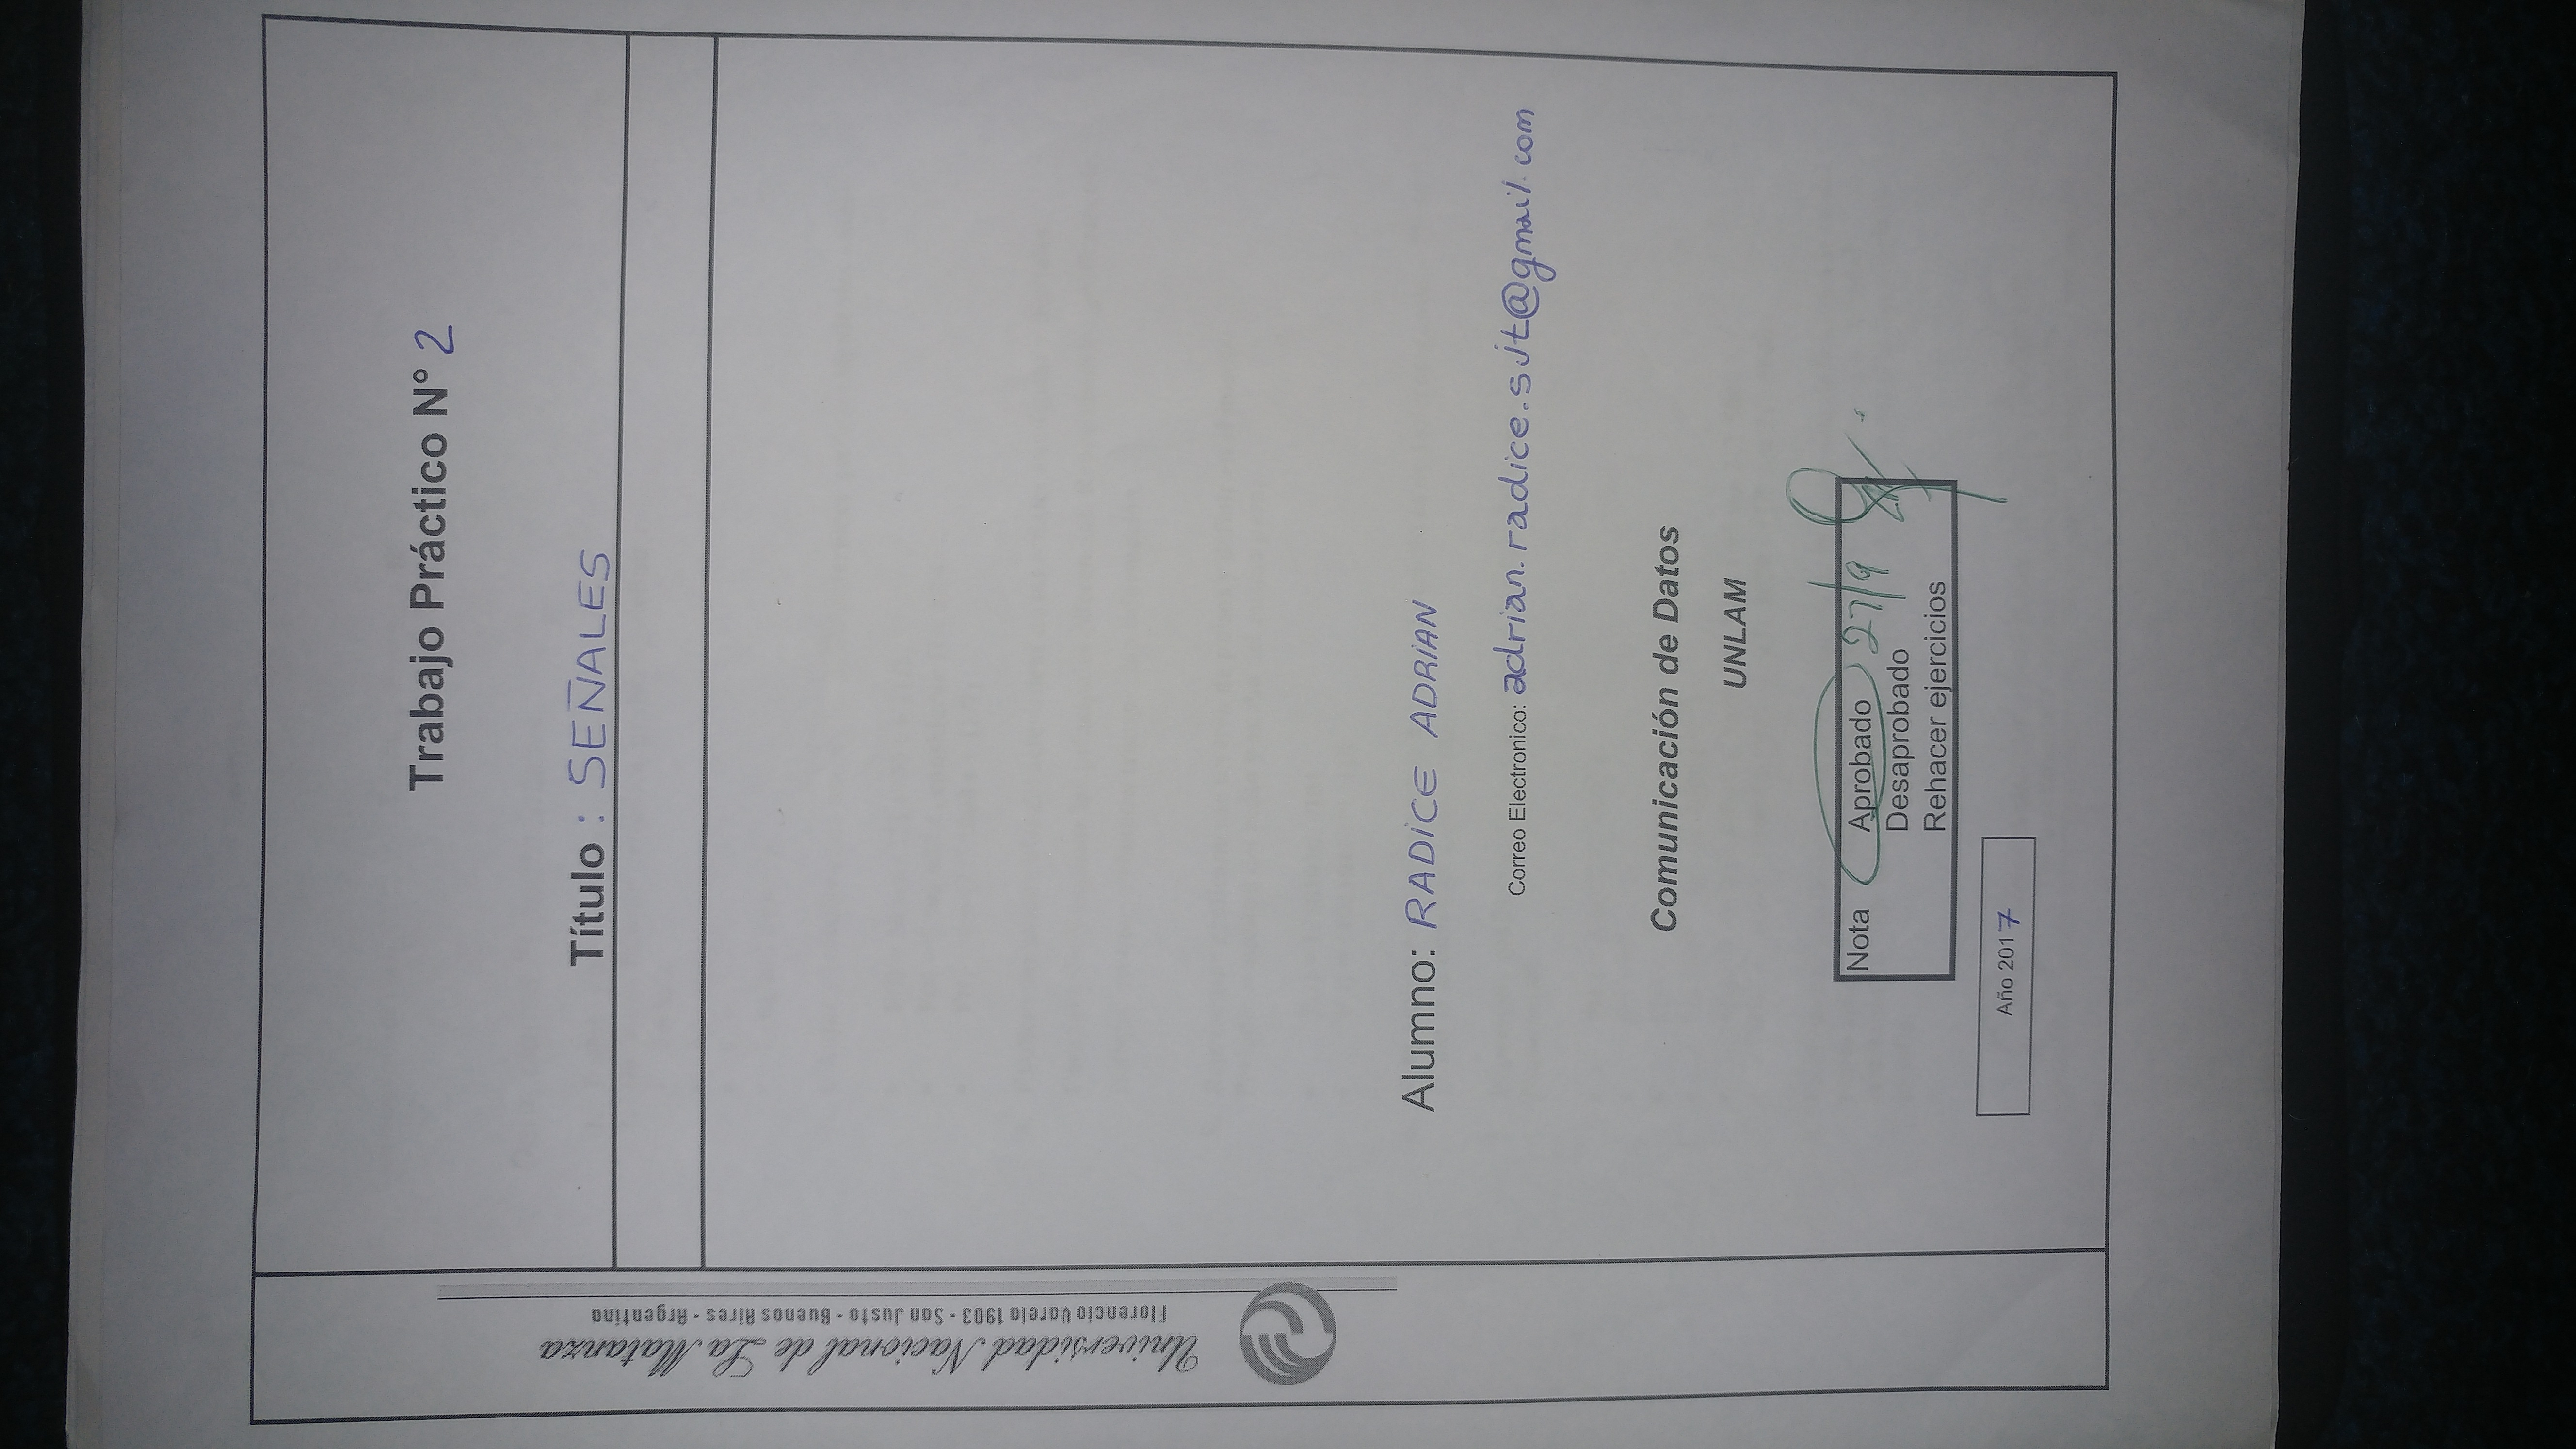 Trabajo Práctico N° 2
Título : SEÑALES
Universidad Nacional de La Matanza
Florencio Varela 1903 - San Justo - Buenos Aires - Argentina
Alumno: RADICE ADRIAN
Correo Electronico: adrian.radice.sjt@gmail.com
Comunicación de Datos
UNLAM
Nota Aprobado 27/9
Desaprobado
Rehacer ejercicios
Año 2017